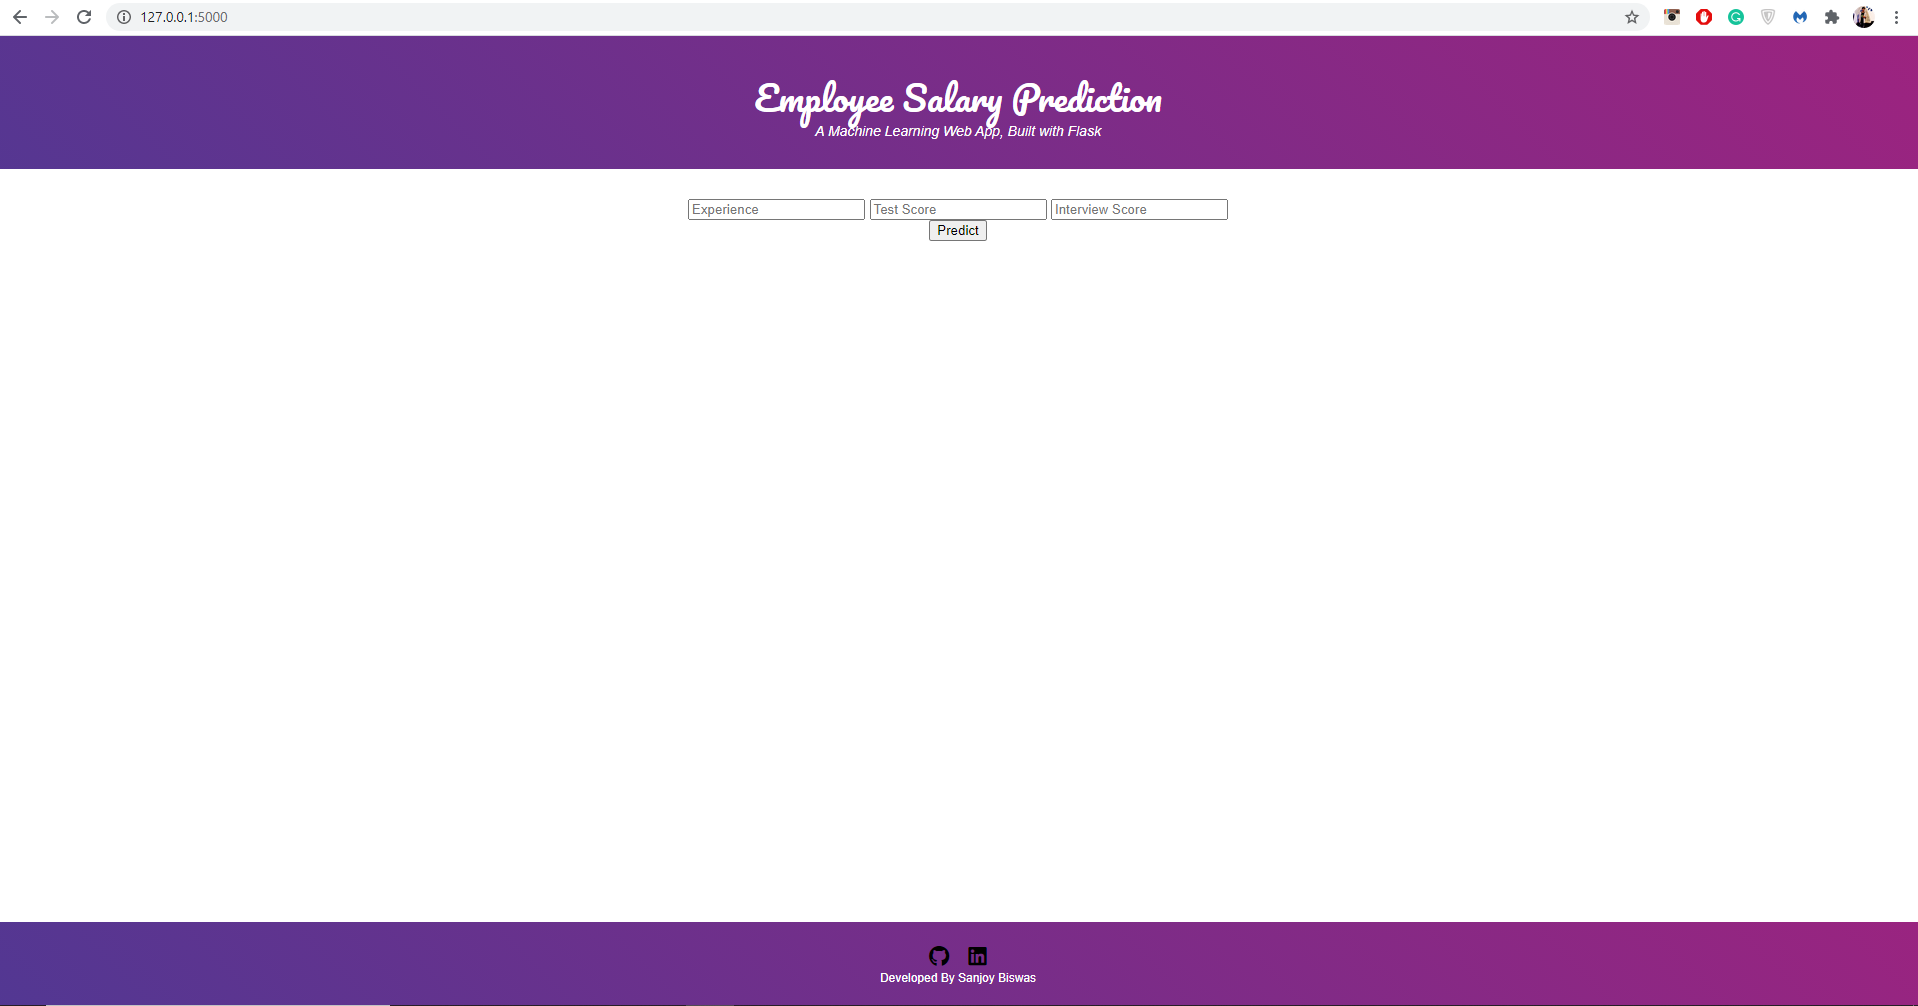 127.0.0.1:5000
Employee Salary Prediction
A Machine Learning Web App, Built with Flask
Experience Test Score Interview Score
Predict
Developed By Sanjoy Biswas